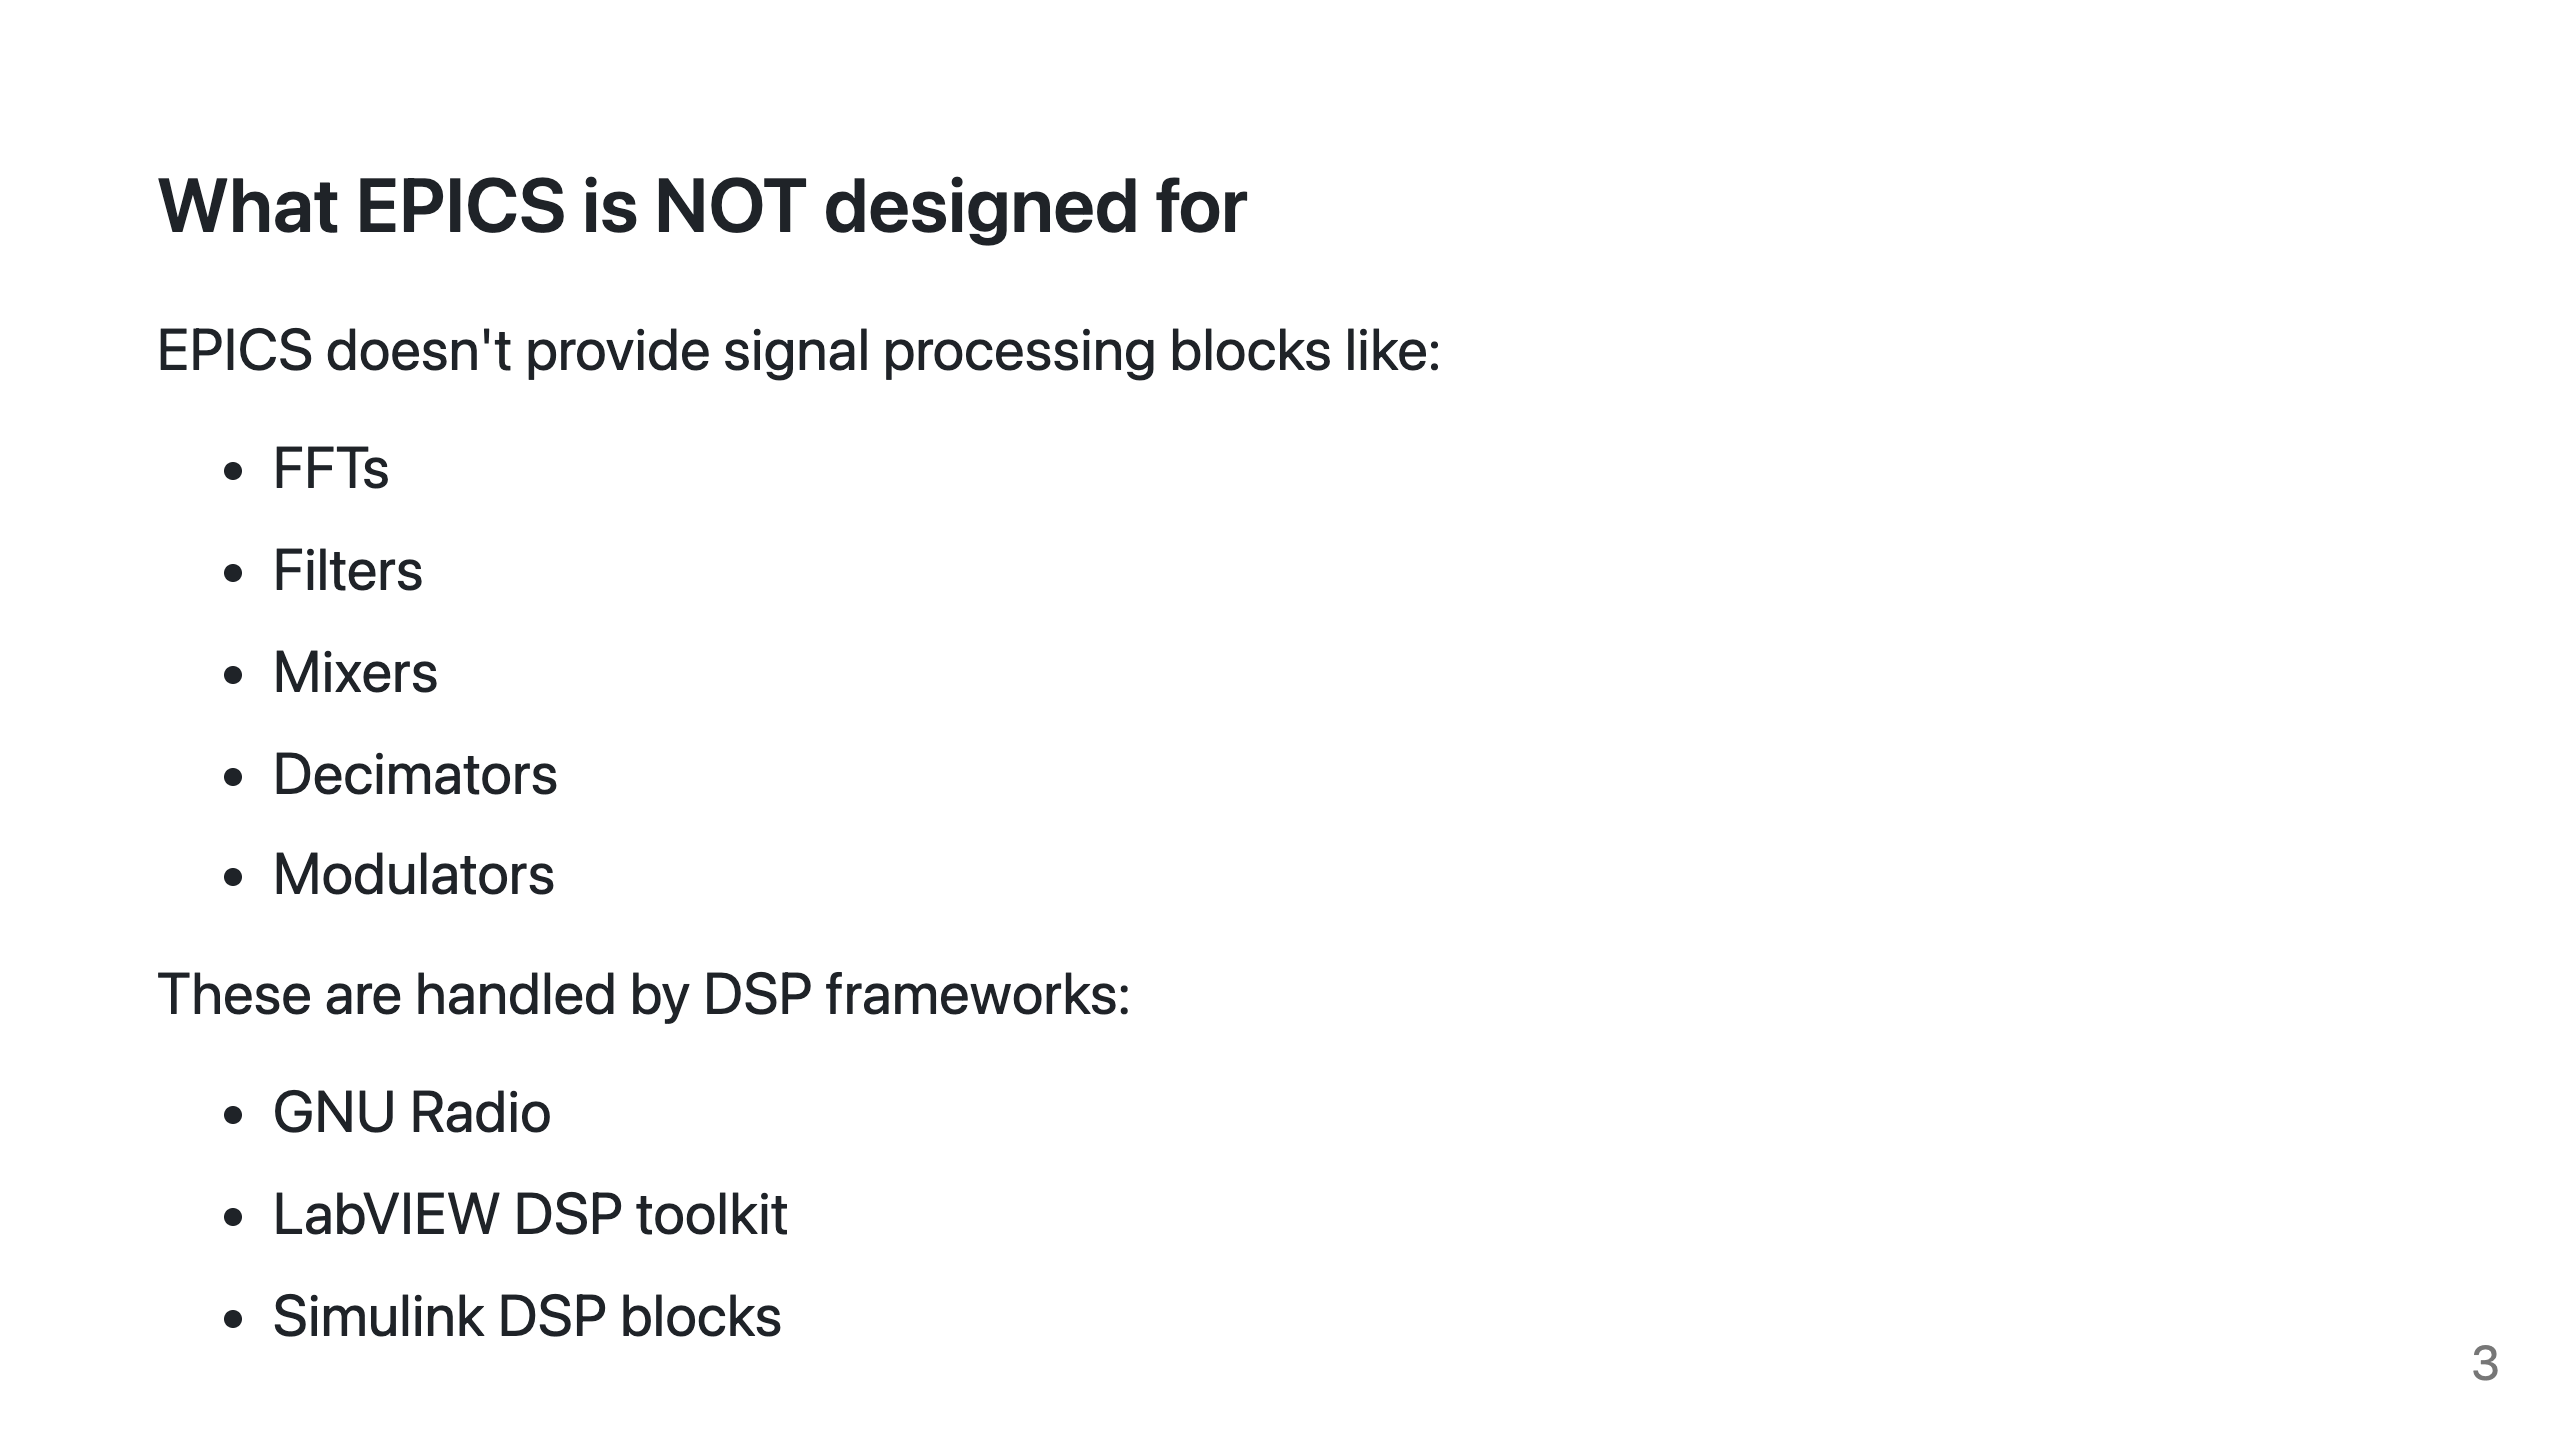 What EPICS is NOT designed for
EPICS doesn't provide signal processing blocks like:
• FFTs
• Filters
• Mixers
• Decimators
• Modulators
These are handled by DSP frameworks:
• GNU Radio
• LabVIEW DSP toolkit
• Simulink DSP blocks
3